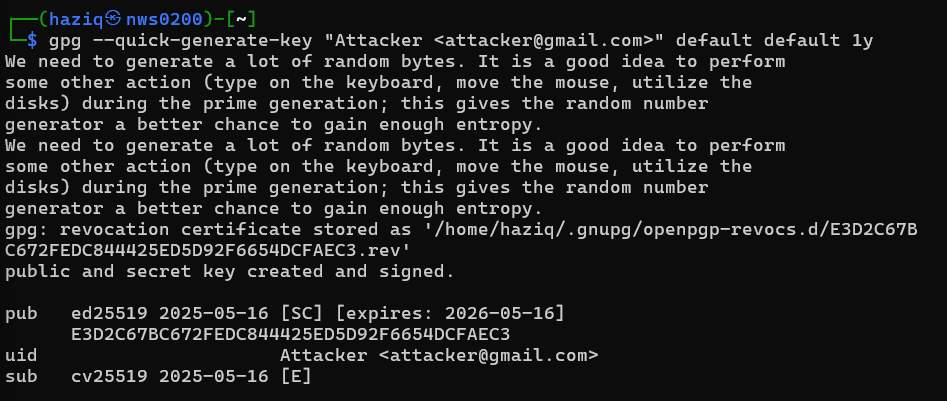 ┌──(haziq㉿nws0200)-[~]
└─$ gpg --quick-generate-key "Attacker <attacker@gmail.com>" default default 1y
We need to generate a lot of random bytes. It is a good idea to perform
some other action (type on the keyboard, move the mouse, utilize the
disks) during the prime generation; this gives the random number
generator a better chance to gain enough entropy.
We need to generate a lot of random bytes. It is a good idea to perform
some other action (type on the keyboard, move the mouse, utilize the
disks) during the prime generation; this gives the random number
generator a better chance to gain enough entropy.
gpg: revocation certificate stored as '/home/haziq/.gnupg/openpgp-revocs.d/E3D2C67B
C672FEDC844425ED5D92F6654DCFAEC3.rev'
public and secret key created and signed.

pub   ed25519 2025-05-16 [SC] [expires: 2026-05-16]
      E3D2C67BC672FEDC844425ED5D92F6654DCFAEC3
uid                      Attacker <attacker@gmail.com>
sub   cv25519 2025-05-16 [E]